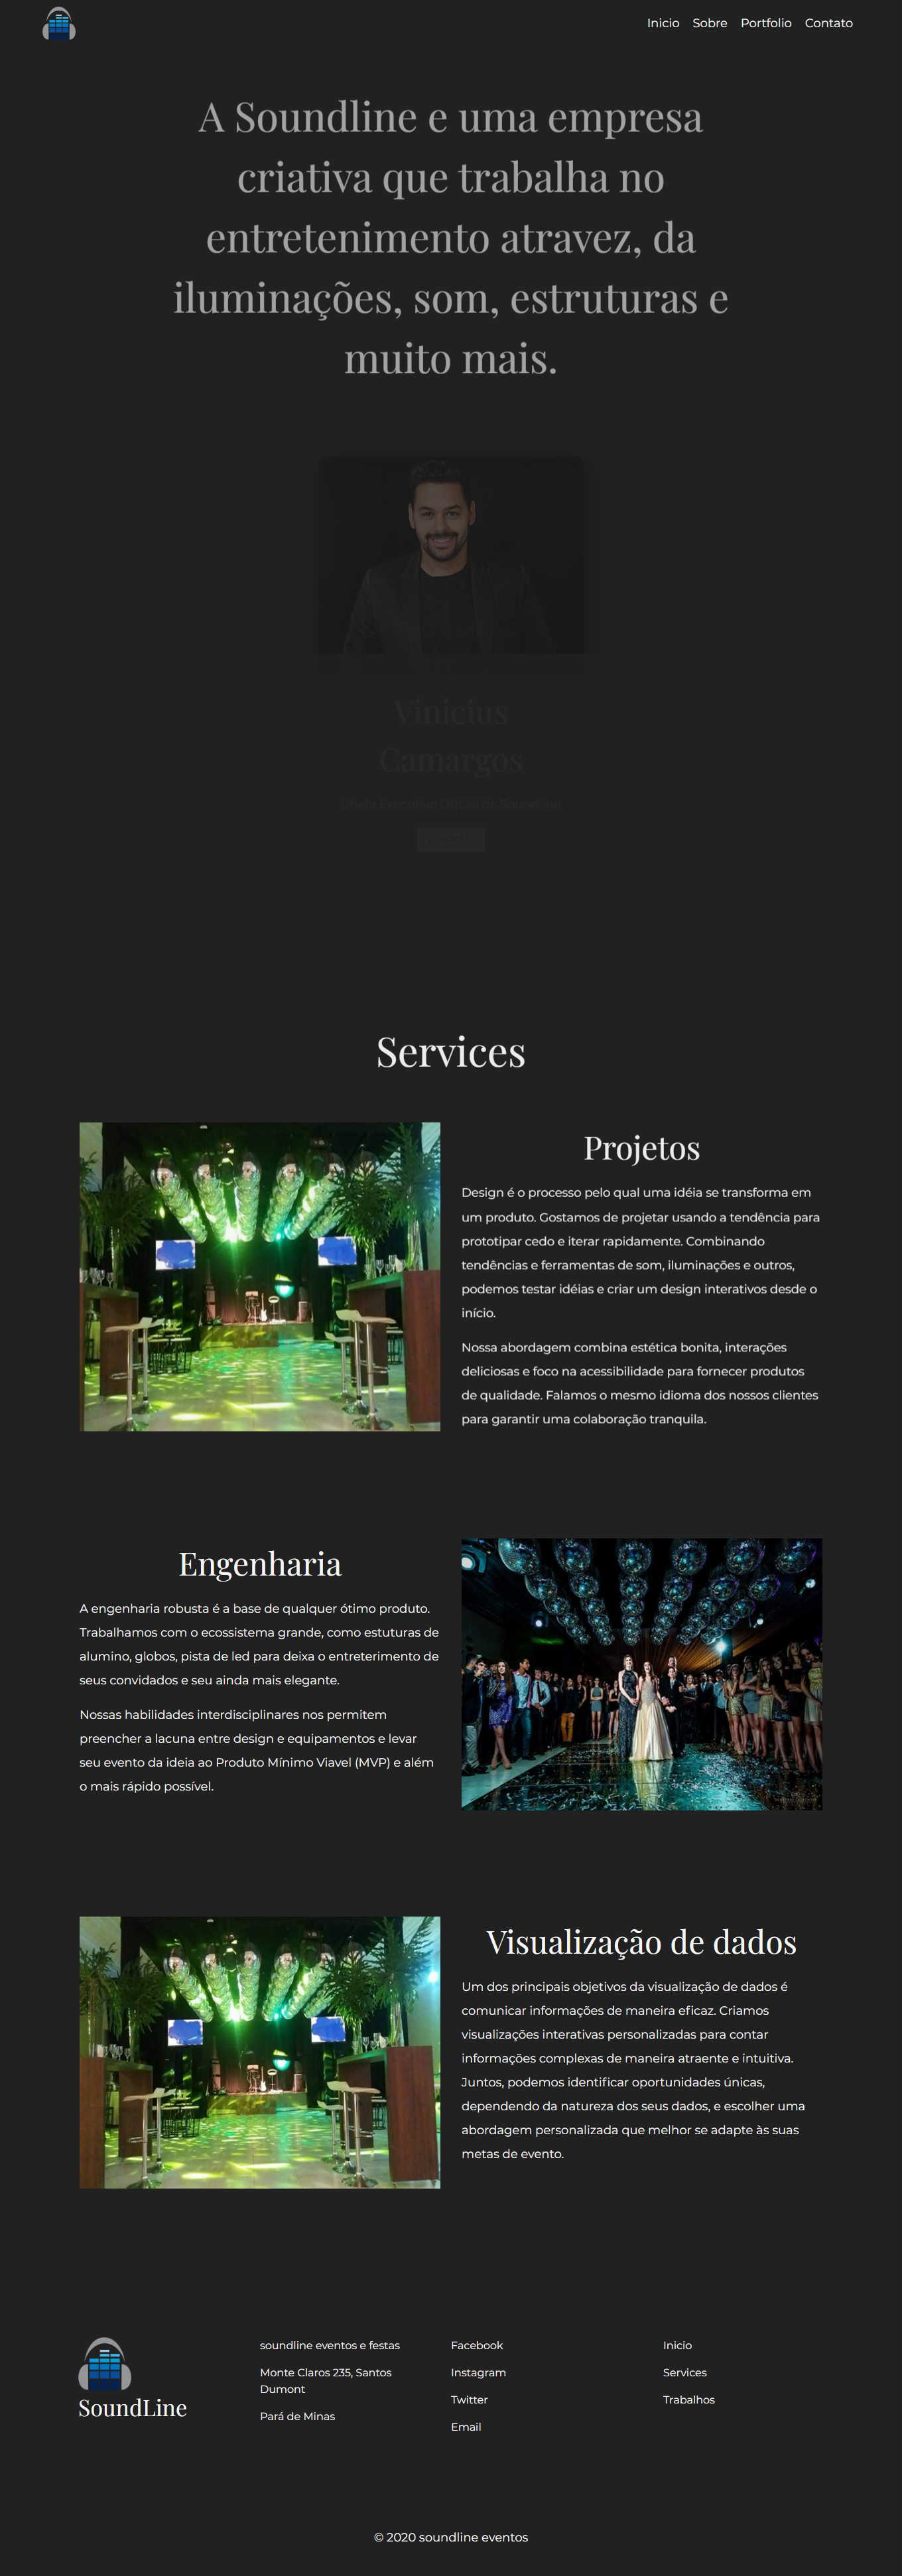 Inicio Sobre Portfolio Contato
A Soundline e uma empresa
criativa que trabalha no
entretenimento atravez, da
iluminações, som, estruturas e
muito mais.
Vinicius
Camargos
Chefe Executivo Oficial de Soundline
Services
Projetos
Design é o processo pelo qual uma idéia se transforma em
um produto. Gostamos de projetar usando a tendência para
prototipar cedo e iterar rapidamente. Combinando
tendências e ferramentas de som, iluminações e outros,
podemos testar idéias e criar um design interativos desde o
início.
Nossa abordagem combina estética bonita, interações
deliciosas e foco na acessibilidade para fornecer produtos
de qualidade. Falamos o mesmo idioma dos nossos clientes
para garantir uma colaboração tranquila.
Engenharia
A engenharia robusta é a base de qualquer ótimo produto.
Trabalhamos com o ecossistema grande, como estuturas de
alumino, globos, pista de led para deixa o entreterimento de
seus convidados e seu ainda mais elegante.
Nossas habilidades interdisciplinares nos permitem
preencher a lacuna entre design e equipamentos e levar
seu evento da ideia ao Produto Mínimo Viavel (MVP) e além
o mais rápido possível.
Visualização de dados
Um dos principais objetivos da visualização de dados é
comunicar informações de maneira eficaz. Criamos
visualizações interativas personalizadas para contar
informações complexas de maneira atraente e intuitiva.
Juntos, podemos identificar oportunidades únicas,
dependendo da natureza dos seus dados, e escolher uma
abordagem personalizada que melhor se adapte às suas
metas de evento.
SoundLine
soundline eventos e festas
Monte Claros 235, Santos
Dumont
Pará de Minas
Facebook
Instagram
Twitter
Email
Inicio
Services
Trabalhos
© 2020 soundline eventos